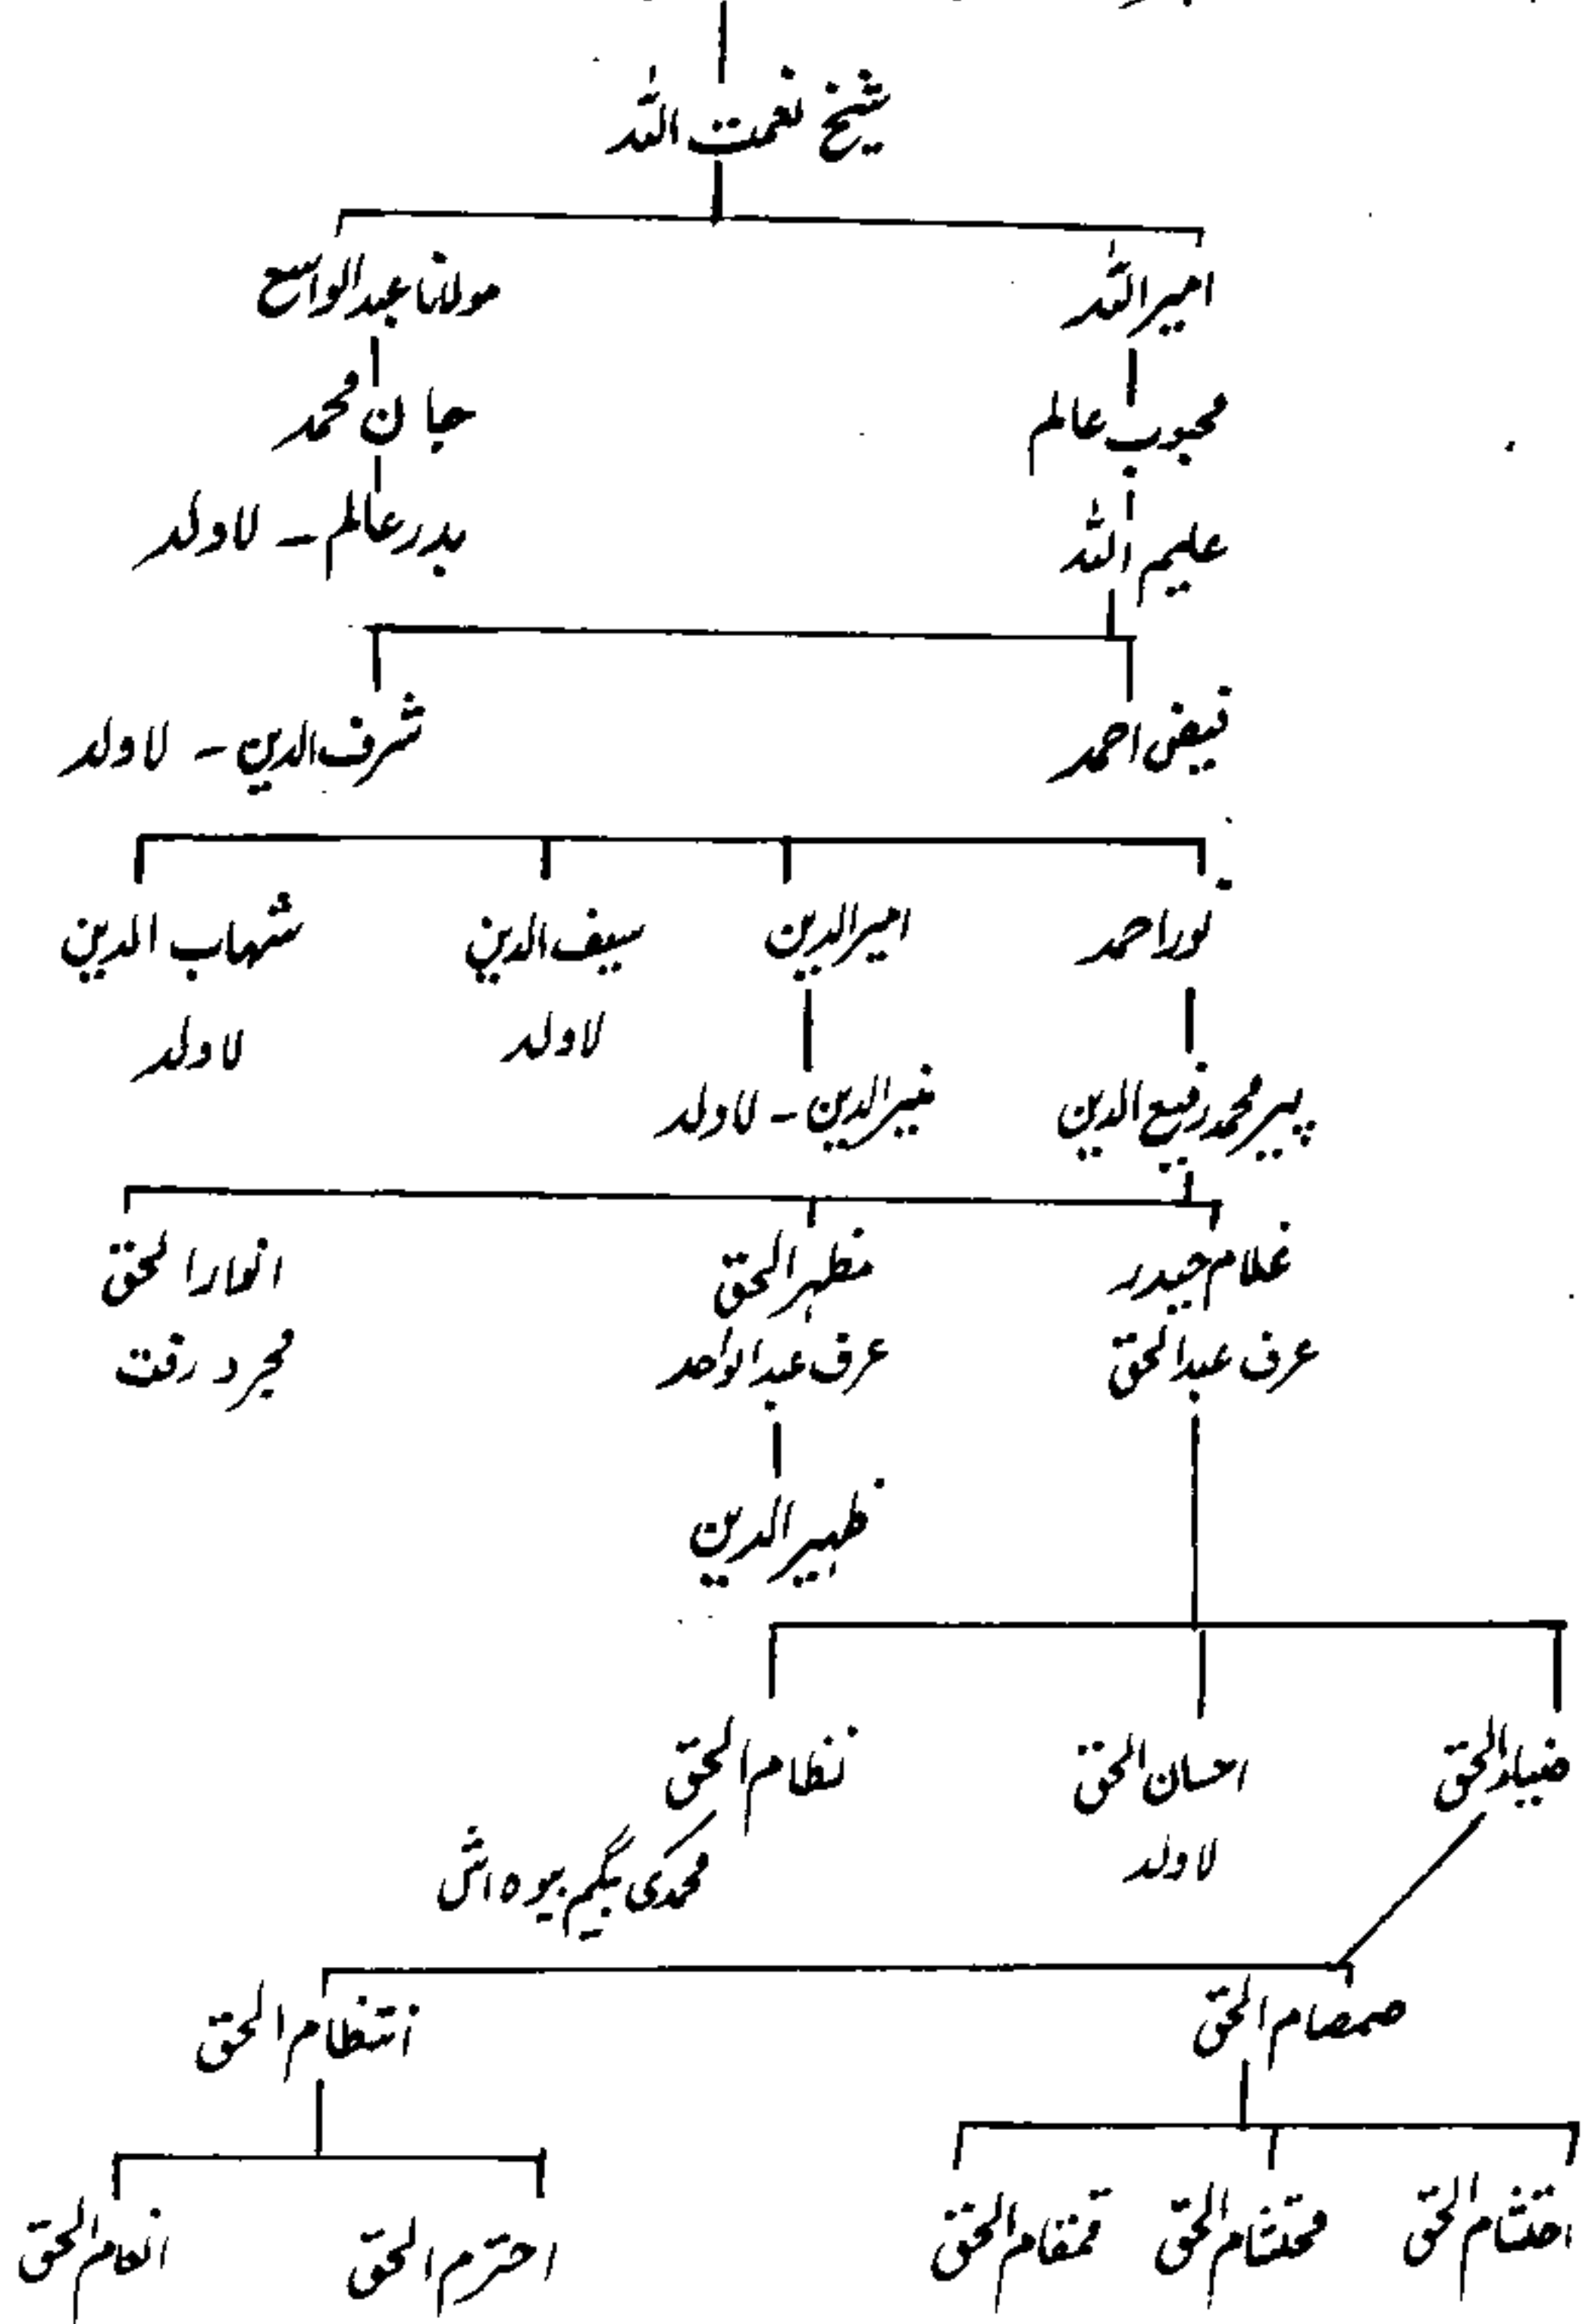 شیخ نعمت اللہ
امیر اللہ
مولانا عبدالواسع
محبوب عالم
جان محمد
علیم اللہ
بدر عالم - لاولد
فیض احمد
شرف الدین - لاولد
نور احمد
امیر الدین
سیف الدین
شہاب الدین
لاولد
لاولد
پیر محمد رفیع الدین
منیر الدین - لاولد
غلام حیدر
مظہر الحق
انوار الحق
عرف عبدالحق
عرف عبدالواحد
مجرد رفت
ظہیر الدین
ضیاء الحق
احسان الحق
نظام الحق
لاولد
محمدی بیگم بیوہ اش
صمصام الحق
انتظام الحق
احتشام الحق
محتشام الحق
قمقام الحق
احترم الحق
انعام الحق